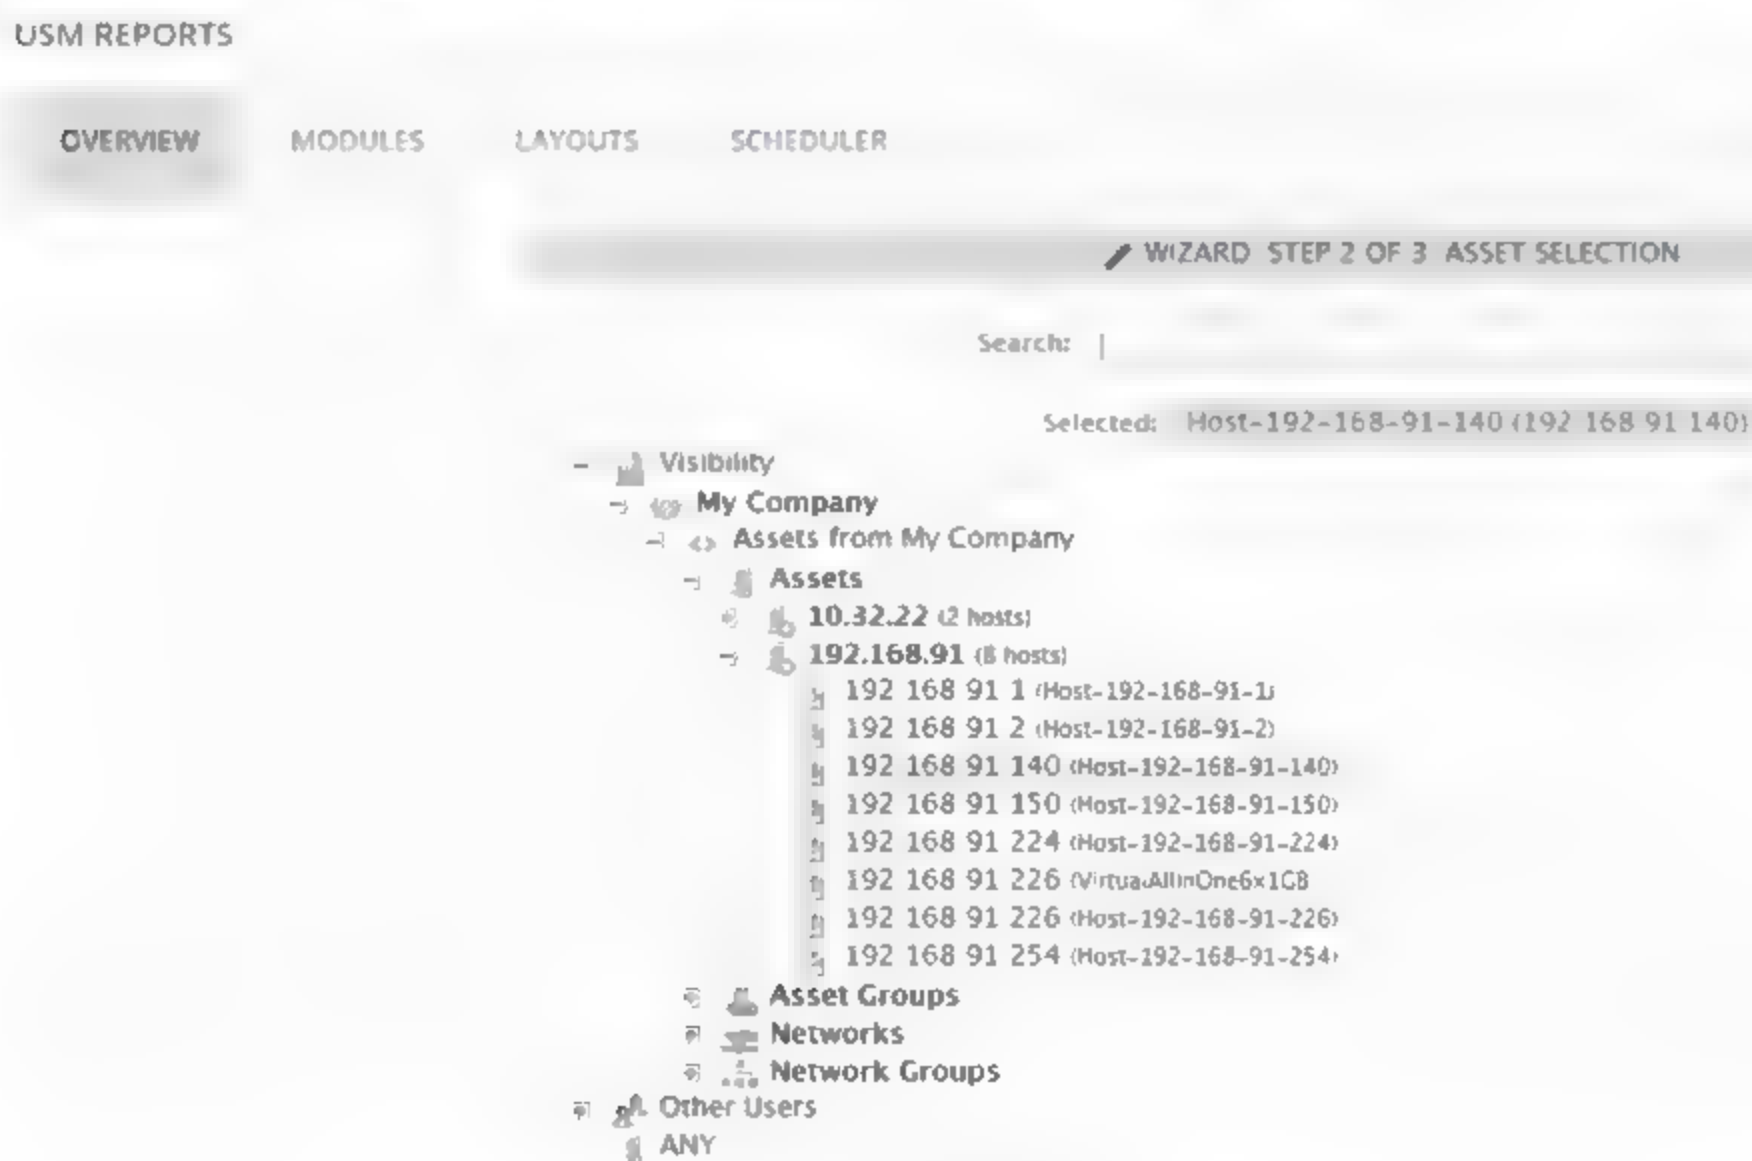 USM REPORTS
OVERVIEW MODULES LAYOUTS SCHEDULER
WIZARD STEP 2 OF 3 ASSET SELECTION
Search:
Selected: Host-192-168-91-140 (192 168 91 140)
Visibility
My Company
Assets from My Company
Assets
10.32.22 (2 hosts)
192.168.91 (8 hosts)
192 168 91 1 (Host-192-168-91-1)
192 168 91 2 (Host-192-168-91-2)
192 168 91 140 (Host-192-168-91-140)
192 168 91 150 (Host-192-168-91-150)
192 168 91 224 (Host-192-168-91-224)
192 168 91 226 (VirtualAllInOne6x1GB
192 168 91 226 (Host-192-168-91-226)
192 168 91 254 (Host-192-168-91-254)
Asset Groups
Networks
Network Groups
Other Users
ANY